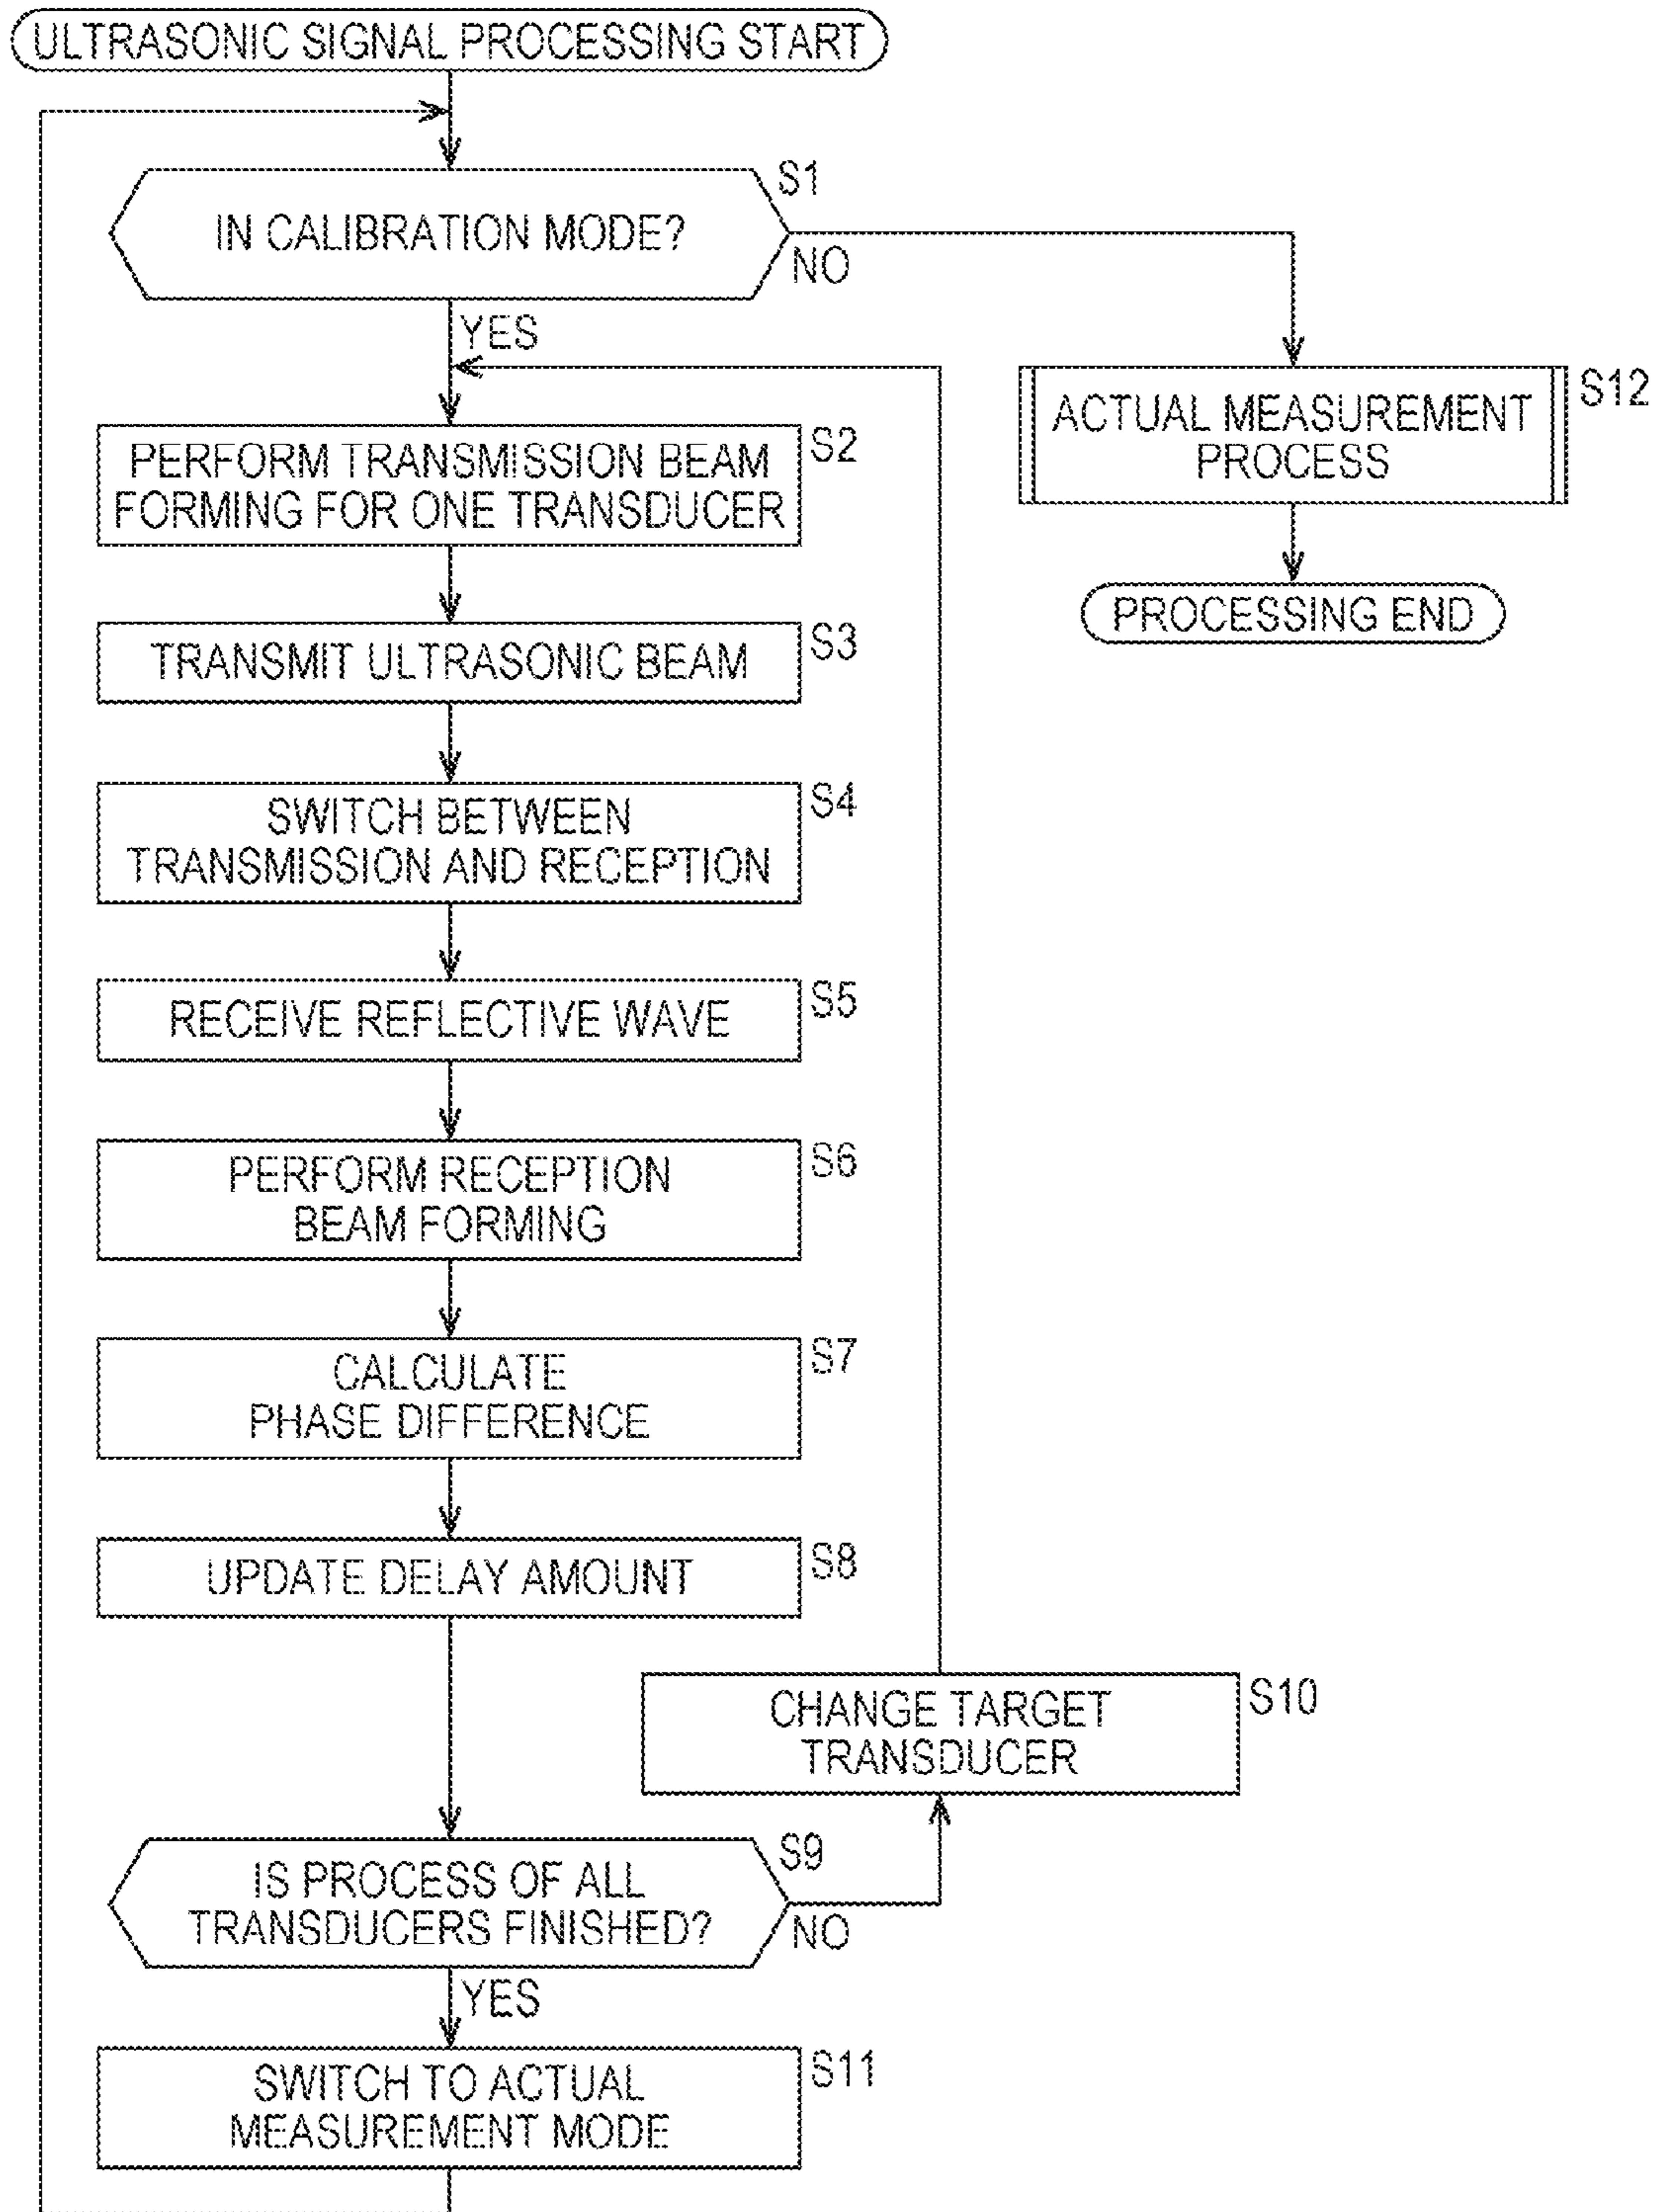 ULTRASONIC SIGNAL PROCESSING START
S1
IN CALIBRATION MODE?
NO
YES
S12
ACTUAL MEASUREMENT
PROCESS
PROCESSING END
S2
PERFORM TRANSMISSION BEAM
FORMING FOR ONE TRANSDUCER
S3
TRANSMIT ULTRASONIC BEAM
S4
SWITCH BETWEEN
TRANSMISSION AND RECEPTION
S5
RECEIVE REFLECTIVE WAVE
S6
PERFORM RECEPTION
BEAM FORMING
S7
CALCULATE
PHASE DIFFERENCE
S8
UPDATE DELAY AMOUNT
S10
CHANGE TARGET
TRANSDUCER
S9
IS PROCESS OF ALL
TRANSDUCERS FINISHED?
NO
YES
S11
SWITCH TO ACTUAL
MEASUREMENT MODE